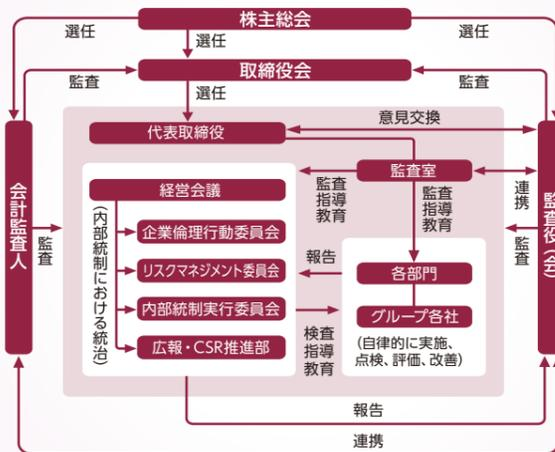 株主総会
選任
選任
選任
取締役会
監査
選任
監査
代表取締役
意見交換
監査室
経営会議
監査
指導
教育
監査
指導
教育
連携
会計監査人
監査
(内部統制における統治)
企業倫理行動委員会
リスクマネジメント委員会
内部統制実行委員会
広報・CSR推進部
報告
各部門
グループ各社
(自律的に実施、
点検、評価、改善)
検査
指導
教育
監査役(会)
監査
報告
連携